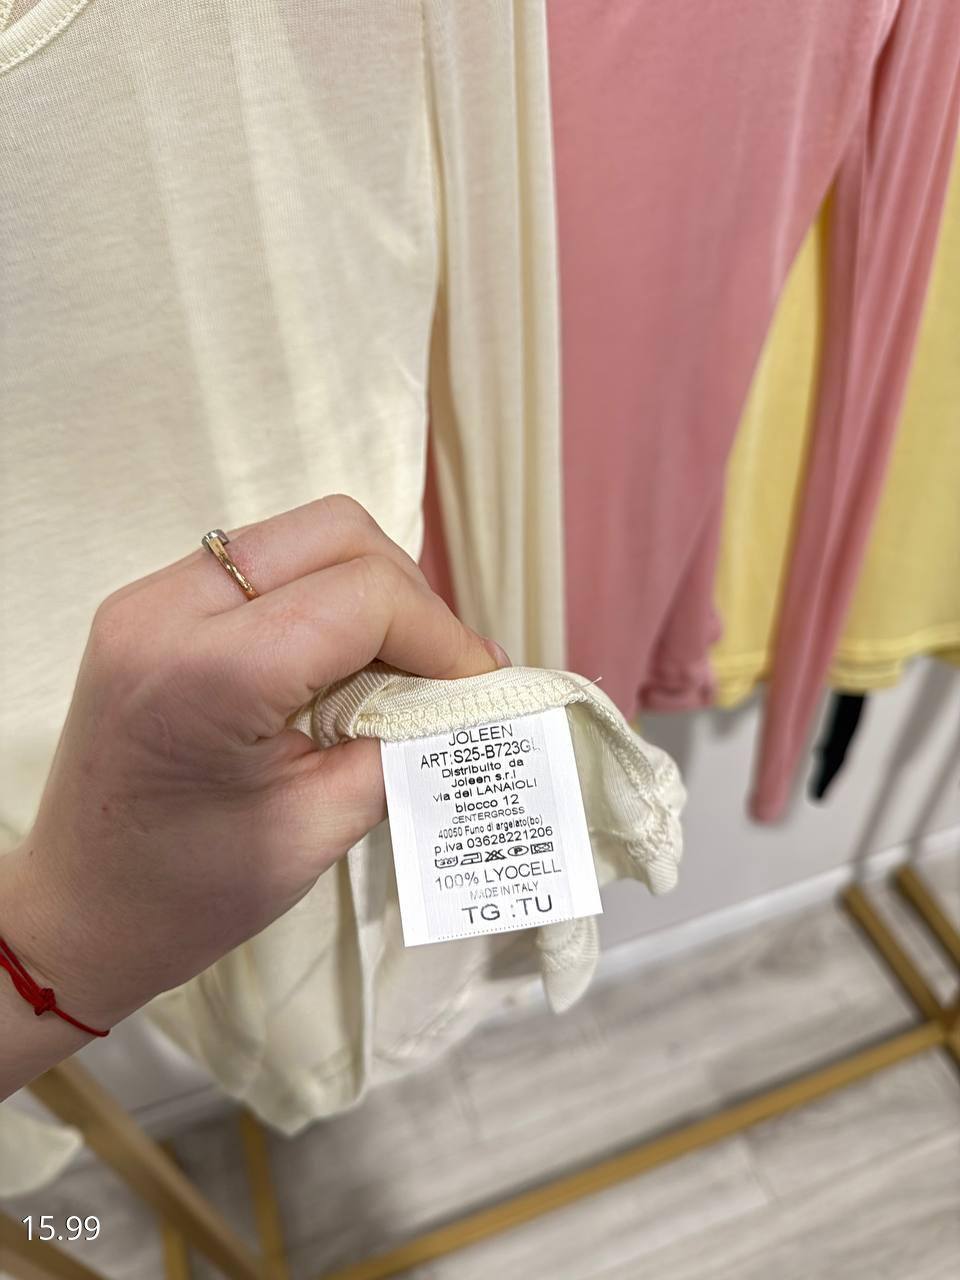 JOLEEN
ART:S25-B723GL
Distribuito da
Joleen s.r.l
via dei LANAIOLI
blocco 12
CENTERGROSS
40050 Funo di argelato(bo)
p.iva 03628221206
100% LYOCELL
MADE IN ITALY
TG :TU
15.99